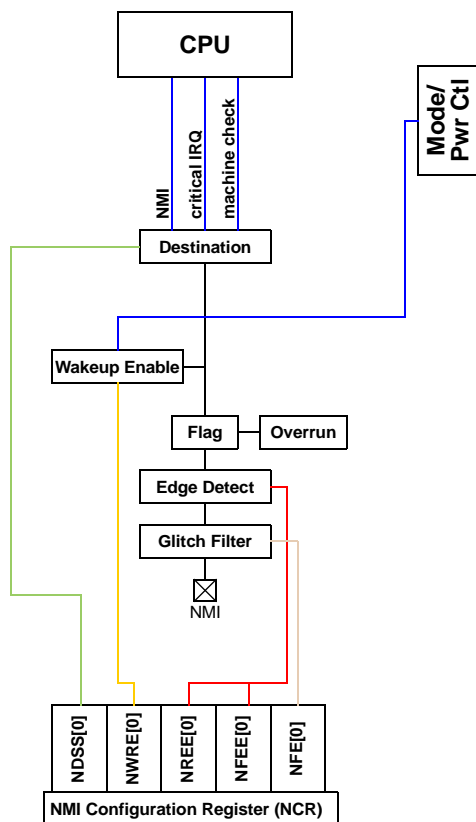 CPU
Mode/
Pwr Ctl
NMI
critical IRQ
machine check
Destination
Wakeup Enable
Flag
Overrun
Edge Detect
Glitch Filter
NMI
NDSS[0]
NWRE[0]
NREE[0]
NFEE[0]
NFE[0]
NMI Configuration Register (NCR)